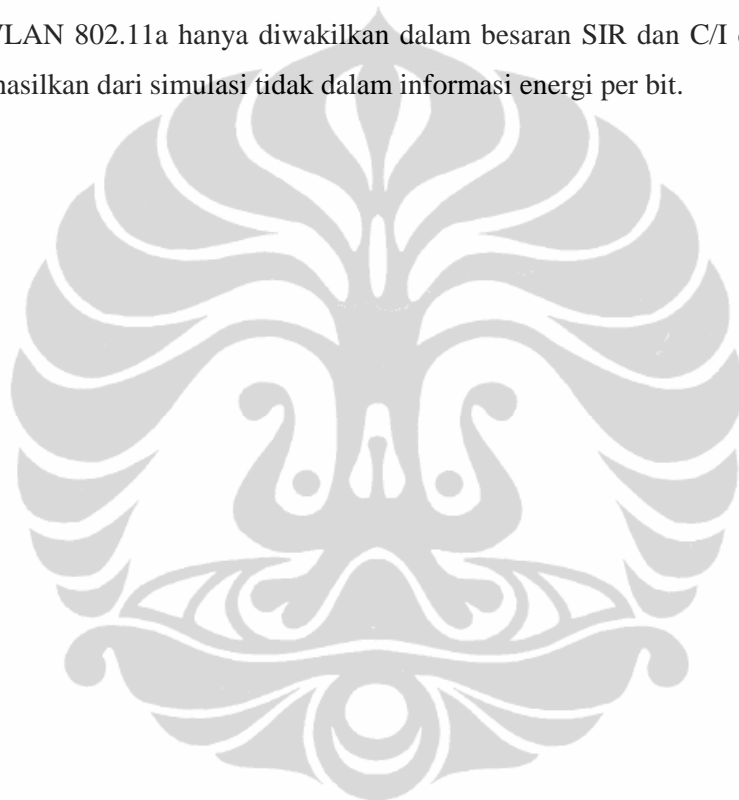 WLAN 802.11a hanya diwakilkan dalam besaran SIR dan C/I
hasilkan dari simulasi tidak dalam informasi energi per bit.